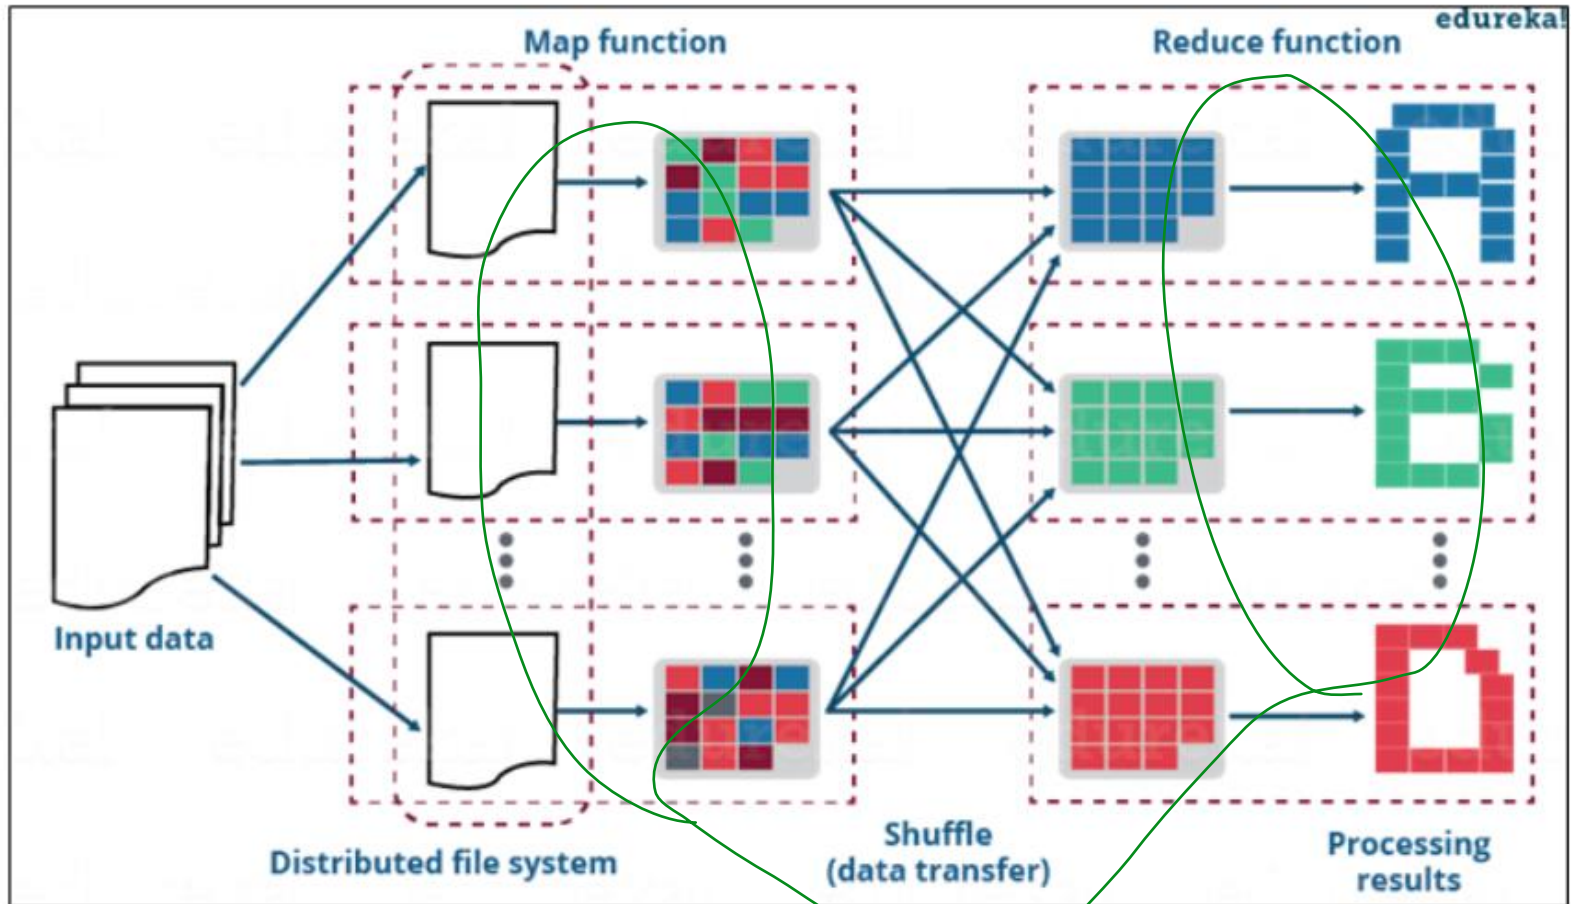 edureka!
Map function
Reduce function
Input data
Distributed file system
Shuffle
(data transfer)
Processing
results